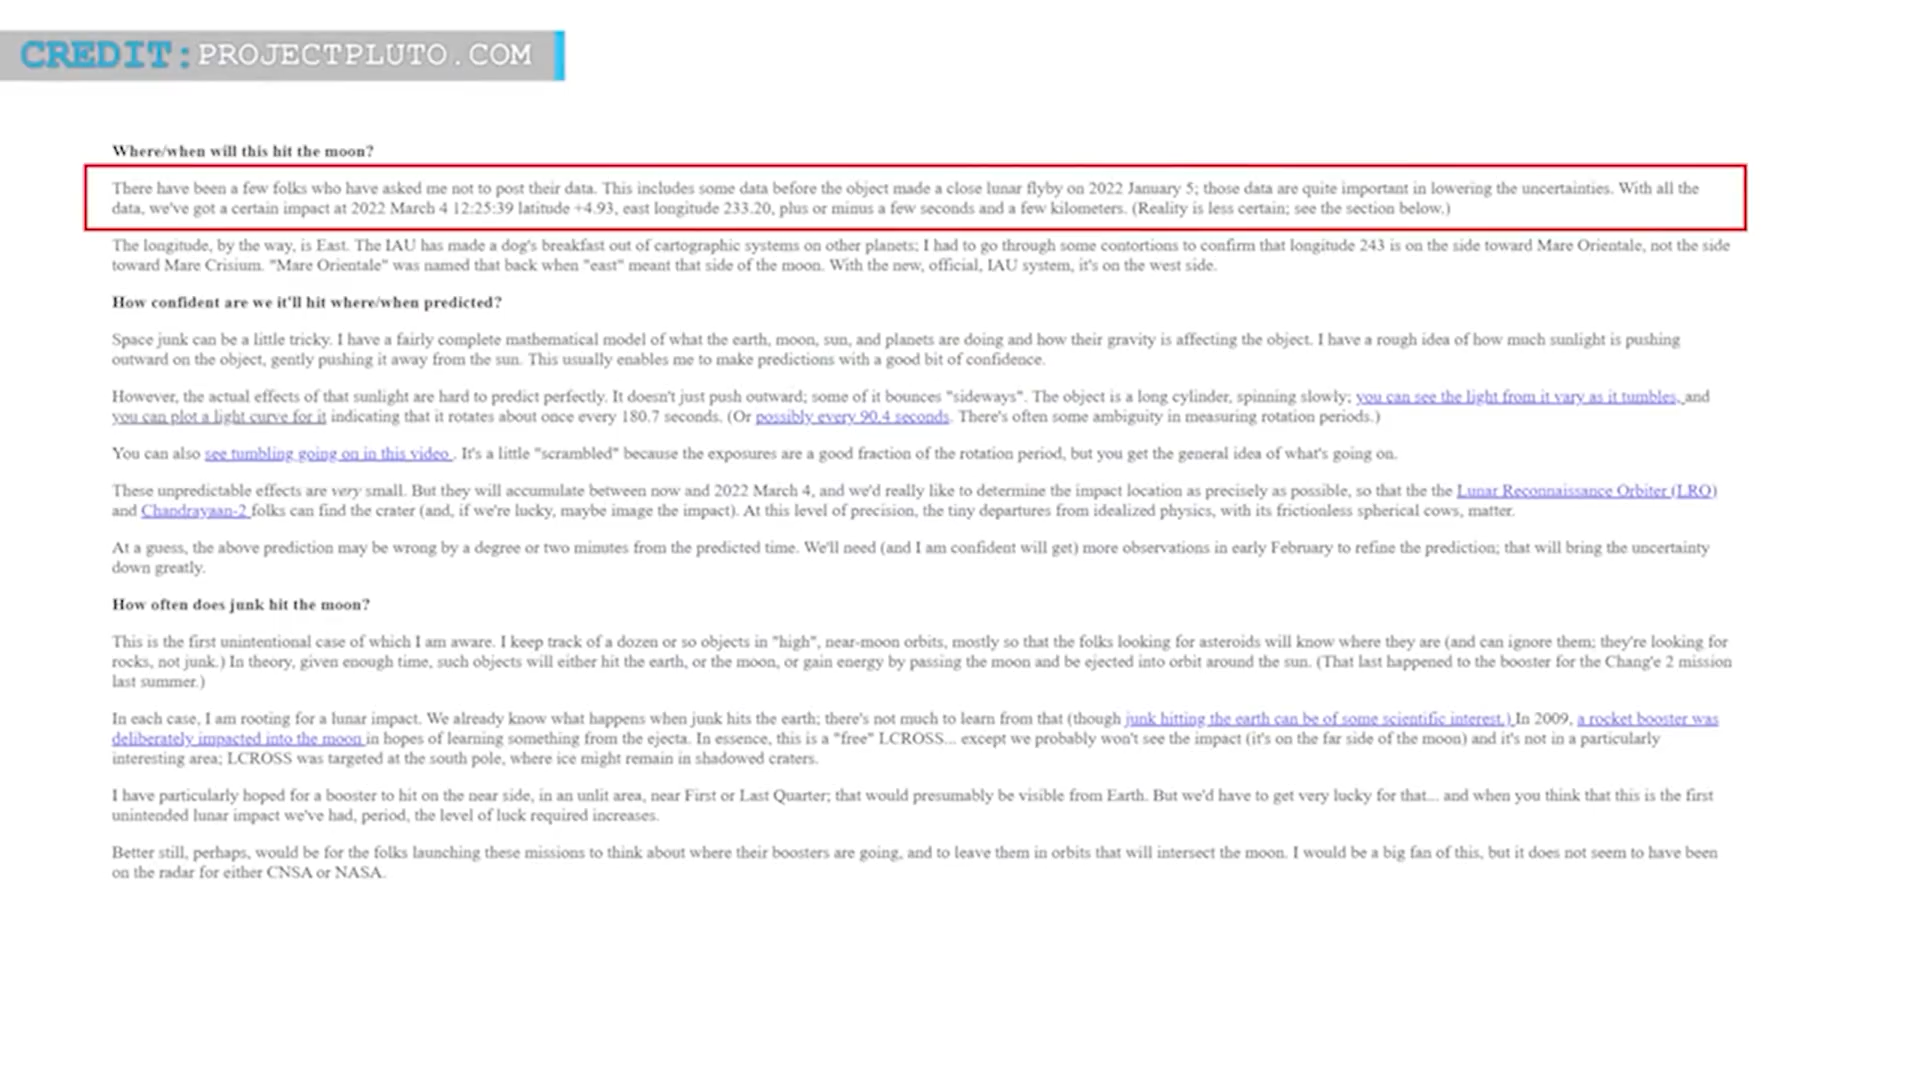 CREDIT: PROJECTPLUTO.COM
Where/when will this hit the moon?
There have been a few folks who have asked me not to post their data. This includes some data before the object made a close lunar flyby on 2022 January 5; those data are quite important in lowering the uncertainties. With all the
data, we've got a certain impact at 2022 March 4 12:25:39 latitude +4.93, east longitude 233.20, plus or minus a few seconds and a few kilometers. (Reality is less certain; see the section below.)
The longitude, by the way, is East. The IAU has made a dog's breakfast out of cartographic systems on other planets; I had to go through some contortions to confirm that longitude 243 is on the side toward Mare Orientale, not the side
toward Mare Crisium. "Mare Orientale" was named that back when "east" meant that side of the moon. With the new, official, IAU system, it's on the west side.
How confident are we it'll hit where/when predicted?
Space junk can be a little tricky. I have a fairly complete mathematical model of what the earth, moon, sun, and planets are doing and how their gravity is affecting the object. I have a rough idea of how much sunlight is pushing
outward on the object, gently pushing it away from the sun. This usually enables me to make predictions with a good bit of confidence.
However, the actual effects of that sunlight are hard to predict perfectly. It doesn't just push outward; some of it bounces "sideways". The object is a long cylinder, spinning slowly; you can see the light from it vary as it tumbles, and
you can plot a light curve for it indicating that it rotates about once every 180.7 seconds. (Or possibly every 90.4 seconds. There's often some ambiguity in measuring rotation periods.)
You can also see tumbling going on in this video . It's a little "scrambled" because the exposures are a good fraction of the rotation period, but you get the general idea of what's going on.
These unpredictable effects are very small. But they will accumulate between now and 2022 March 4, and we'd really like to determine the impact location as precisely as possible, so that the the Lunar Reconnaissance Orbiter (LRO)
and Chandrayaan-2 folks can find the crater (and, if we're lucky, maybe image the impact). At this level of precision, the tiny departures from idealized physics, with its frictionless spherical cows, matter.
At a guess, the above prediction may be wrong by a degree or two minutes from the predicted time. We'll need (and I am confident will get) more observations in early February to refine the prediction; that will bring the uncertainty
down greatly.
How often does junk hit the moon?
This is the first unintentional case of which I am aware. I keep track of a dozen or so objects in "high", near-moon orbits, mostly so that the folks looking for asteroids will know where they are (and can ignore them; they're looking for
rocks, not junk.) In theory, given enough time, such objects will either hit the earth, or the moon, or gain energy by passing the moon and be ejected into orbit around the sun. (That last happened to the booster for the Chang'e 2 mission
last summer.)
In each case, I am rooting for a lunar impact. We already know what happens when junk hits the earth; there's not much to learn from that (though junk hitting the earth can be of some scientific interest.) In 2009, a rocket booster was
deliberately impacted into the moon in hopes of learning something from the ejecta. In essence, this is a "free" LCROSS... except we probably won't see the impact (it's on the far side of the moon) and it's not in a particularly
interesting area; LCROSS was targeted at the south pole, where ice might remain in shadowed craters.
I have particularly hoped for a booster to hit on the near side, in an unlit area, near First or Last Quarter; that would presumably be visible from Earth. But we'd have to get very lucky for that... and when you think that this is the first
unintended lunar impact we've had, period, the level of luck required increases.
Better still, perhaps, would be for the folks launching these missions to think about where their boosters are going, and to leave them in orbits that will intersect the moon. I would be a big fan of this, but it does not seem to have been
on the radar for either CNSA or NASA.